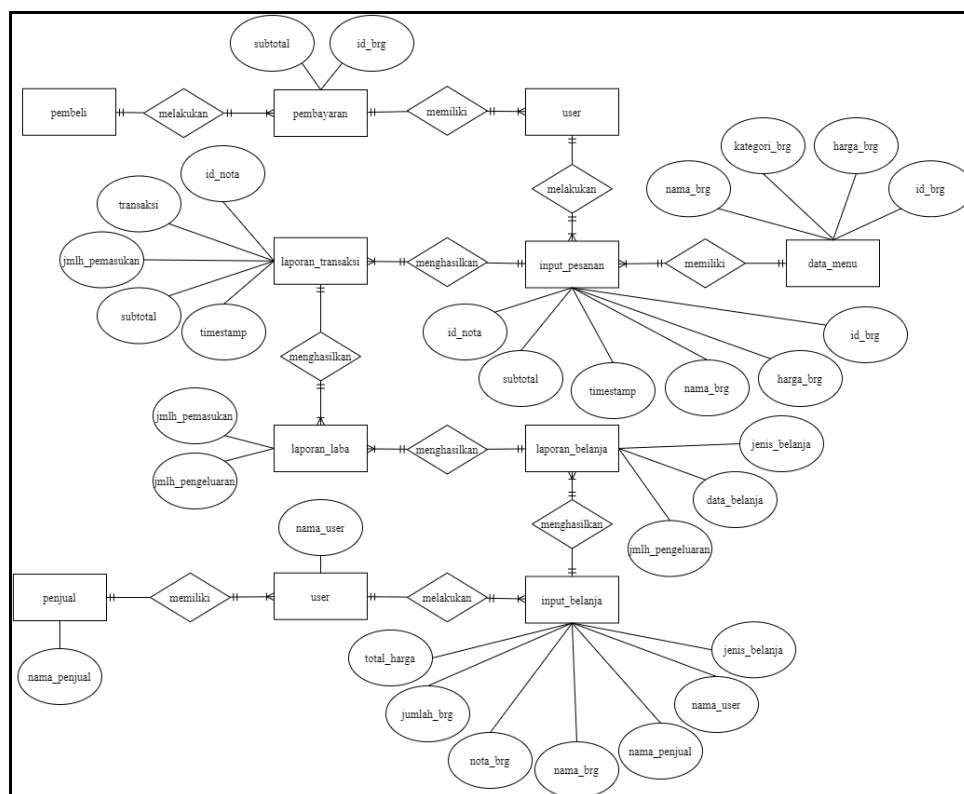 subtotal
id_brg
pembeli
melakukan
pembayaran
memiliki
user
kategori_brg
harga_brg
id_nota
melakukan
nama_brg
id_brg
transaksi
jmlh_pemasukan
laporan_transaksi
menghasilkan
input_pesanan
memiliki
data_menu
subtotal
timestamp
id_nota
id_brg
subtotal
timestamp
nama_brg
harga_brg
menghasilkan
jmlh_pemasukan
laporan_laba
menghasilkan
laporan_belanja
jenis_belanja
jmlh_pengeluaran
data_belanja
nama_user
menghasilkan
jmlh_pengeluaran
penjual
memiliki
user
melakukan
input_belanja
nama_penjual
total_harga
jenis_belanja
jumlah_brg
nama_user
nota_brg
nama_brg
nama_penjual